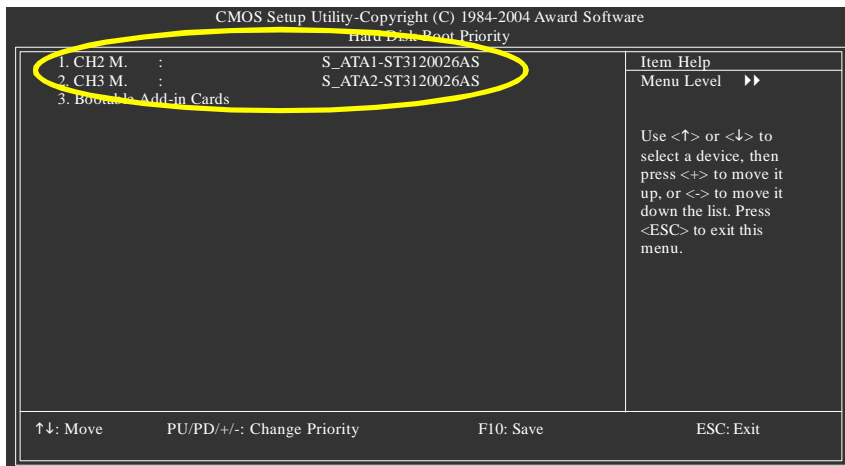 CMOS Setup Utility-Copyright (C) 1984-2004 Award Software
Hard Disk Boot Priority
1. CH2 M. : S_ATA1-ST3120026AS
2. CH3 M. : S_ATA2-ST3120026AS
3. Bootable Add-in Cards
Item Help
Menu Level ▶▶
Use <↑> or <↓> to
select a device, then
press <+> to move it
up, or <-> to move it
down the list. Press
<ESC> to exit this
menu.
↑↓: Move PU/PD/+/-: Change Priority F10: Save ESC: Exit